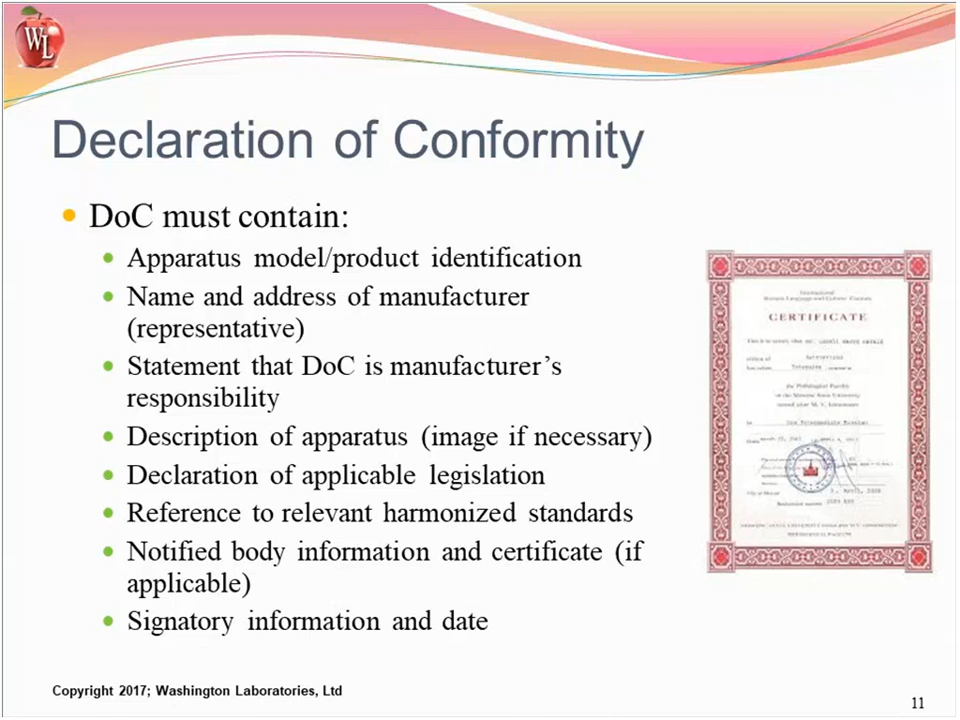 WL
Declaration of Conformity
DoC must contain:
Apparatus model/product identification
Name and address of manufacturer
(representative)
Statement that DoC is manufacturer’s
responsibility
Description of apparatus (image if necessary)
Declaration of applicable legislation
Reference to relevant harmonized standards
Notified body information and certificate (if
applicable)
Signatory information and date
CERTIFICATE
Copyright 2017; Washington Laboratories, Ltd
11